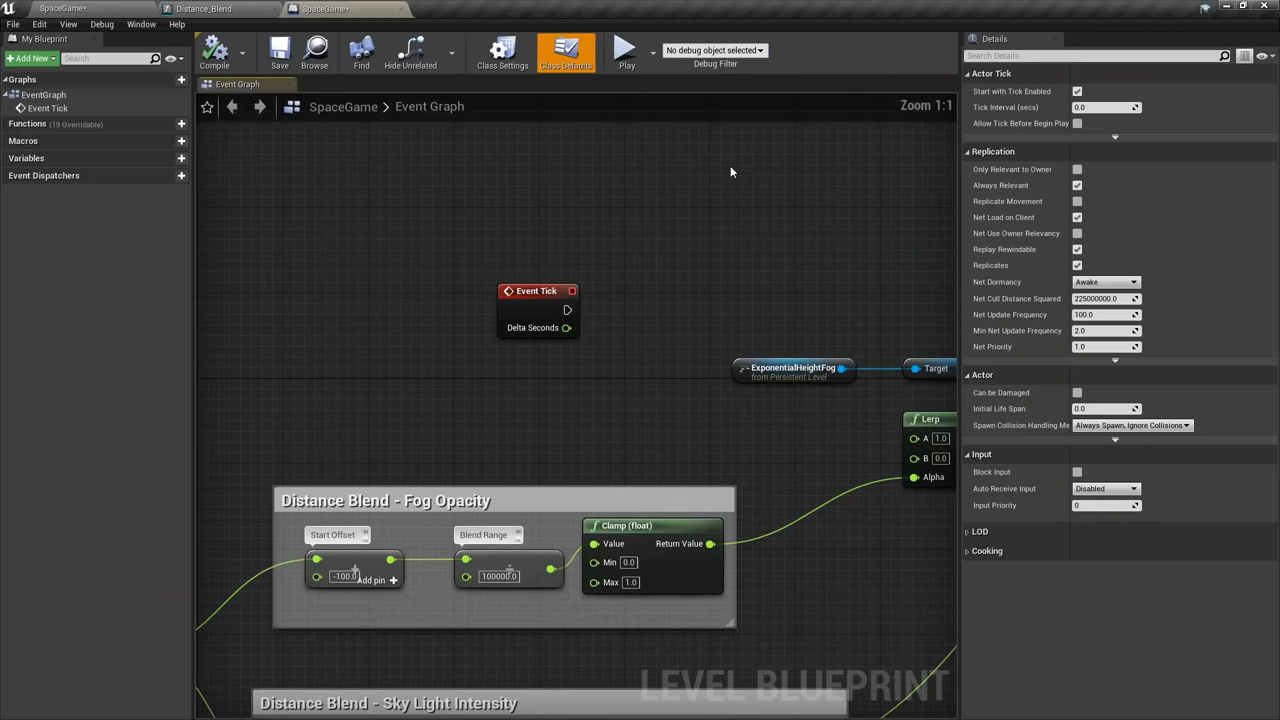 SpaceGame*
Distance_Blend
SpaceGame*
File Edit View Debug Asset Window Help
My Blueprint
Add New
Search
Graphs
EventGraph
Event Tick
Functions (19 Overridable)
Macros
Variables
Event Dispatchers
Compile
Save
Browse
Find
Hide Unrelated
Class Settings
Class Defaults
Play
No debug object selected
Debug Filter
Event Graph
SpaceGame > Event Graph
Zoom 1:1
Event Tick
Delta Seconds
ExponentialHeightFog
from Persistent Level
Target
Lerp
A 1.0
B 0.0
Alpha
Distance Blend - Fog Opacity
Start Offset
-100.0
Add pin +
Blend Range
100000.0
Clamp (float)
Value Return Value
Min 0.0
Max 1.0
Distance Blend - Sky Light Intensity
LEVEL BLUEPRINT
Details
Search Details
Actor Tick
Start with Tick Enabled
Tick Interval (secs) 0.0
Allow Tick Before Begin Play
Replication
Only Relevant to Owner
Always Relevant
Replicate Movement
Net Load on Client
Net Use Owner Relevancy
Replay Rewindable
Replicates
Net Dormancy Awake
Net Cull Distance Squared 225000000.0
Net Update Frequency 100.0
Min Net Update Frequency 2.0
Net Priority 1.0
Actor
Can be Damaged
Initial Life Span 0.0
Spawn Collision Handling Me Always Spawn, Ignore Collisions
Input
Block Input
Auto Receive Input Disabled
Input Priority 0
LOD
Cooking